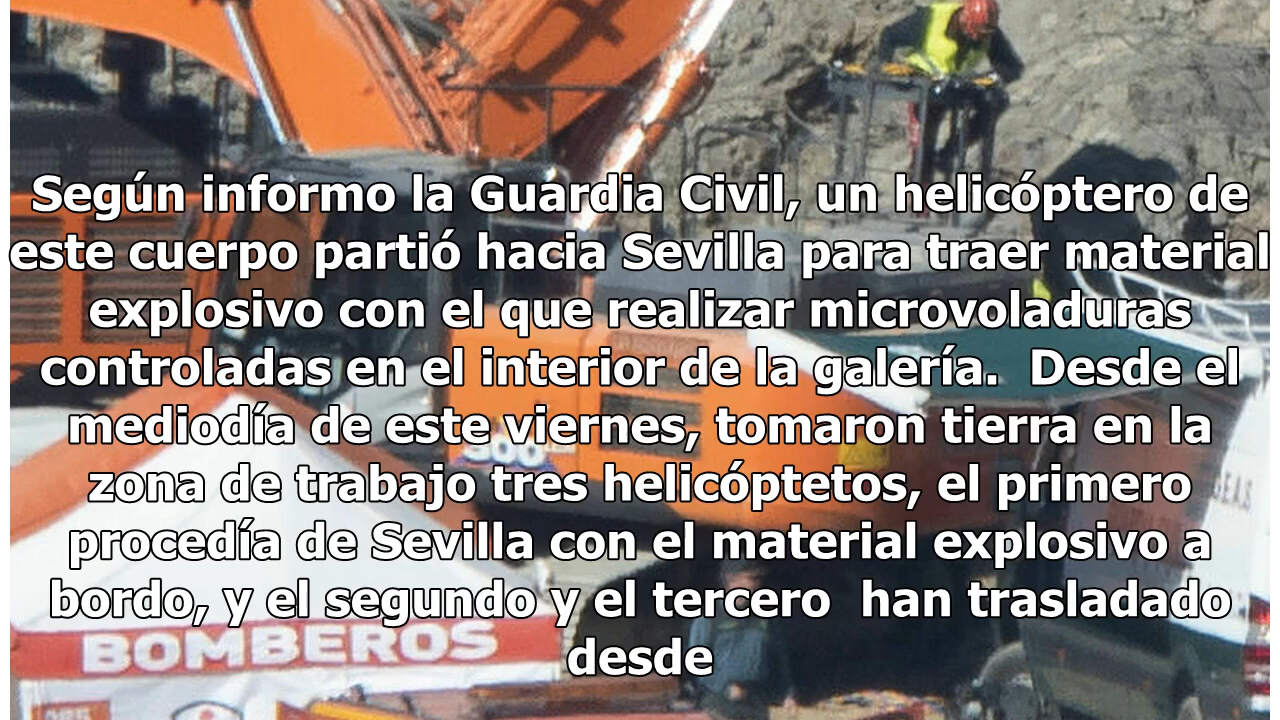 Según informo la Guardia Civil, un helicóptero de
este cuerpo partió hacia Sevilla para traer material
explosivo con el que realizar microvoladuras
controladas en el interior de la galería.  Desde el
mediodía de este viernes, tomaron tierra en la
zona de trabajo tres helicóptetos, el primero
procedía de Sevilla con el material explosivo a
bordo, y el segundo y el tercero  han trasladado
desde
500
G.E.A.S.
BOMBEROS